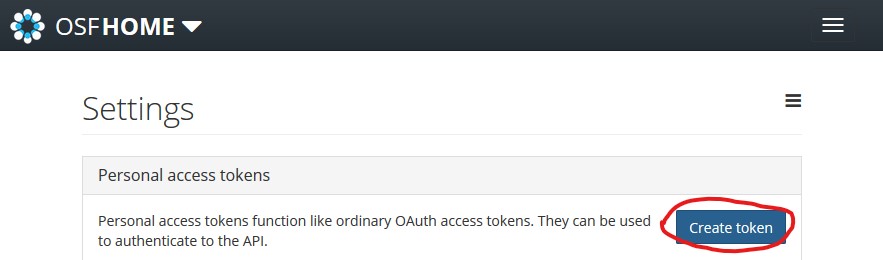 OSFHOME
Settings
Personal access tokens
Personal access tokens function like ordinary OAuth access tokens. They can be used
to authenticate to the API.
Create token